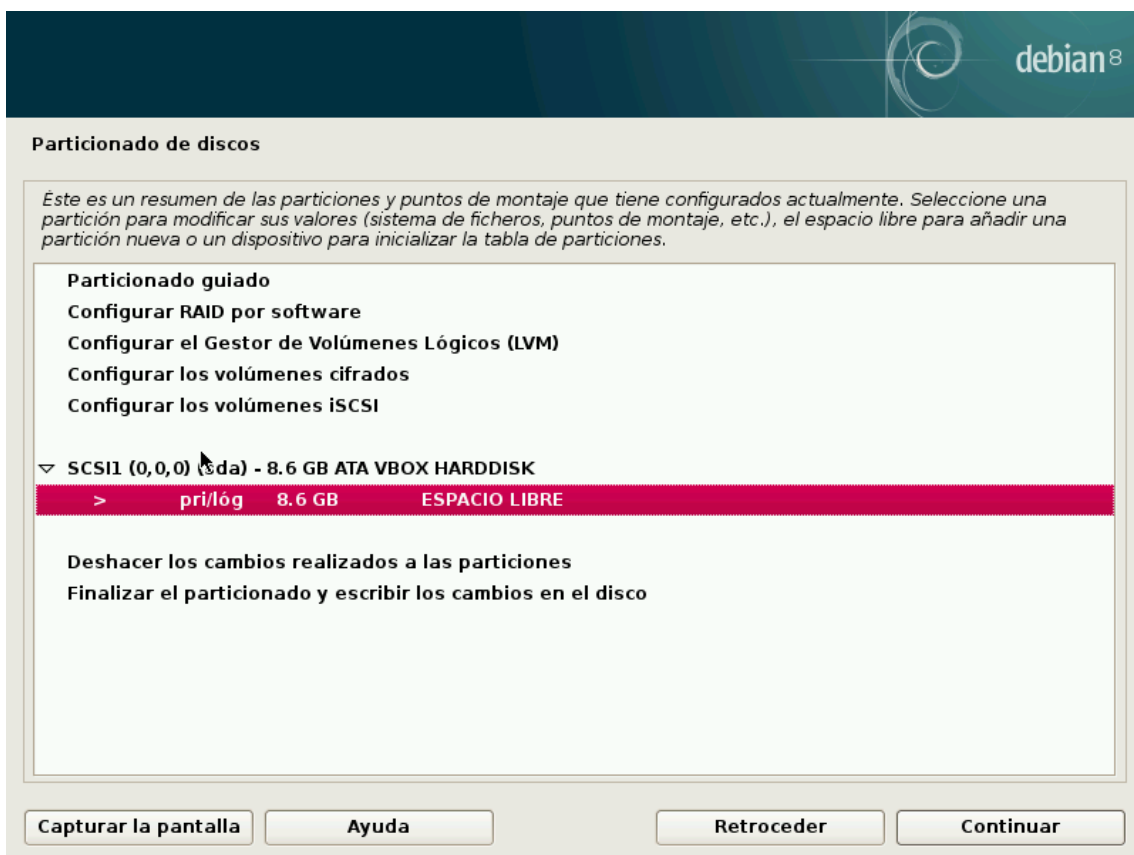 debian 8
Particionado de discos
Éste es un resumen de las particiones y puntos de montaje que tiene configurados actualmente. Seleccione una
partición para modificar sus valores (sistema de ficheros, puntos de montaje, etc.), el espacio libre para añadir una
partición nueva o un dispositivo para inicializar la tabla de particiones.
Particionado guiado
Configurar RAID por software
Configurar el Gestor de Volúmenes Lógicos (LVM)
Configurar los volúmenes cifrados
Configurar los volúmenes iSCSI
SCSI1 (0,0,0) (sda) - 8.6 GB ATA VBOX HARDDISK
> pri/lóg 8.6 GB ESPACIO LIBRE
Deshacer los cambios realizados a las particiones
Finalizar el particionado y escribir los cambios en el disco
Capturar la pantalla Ayuda Retroceder Continuar